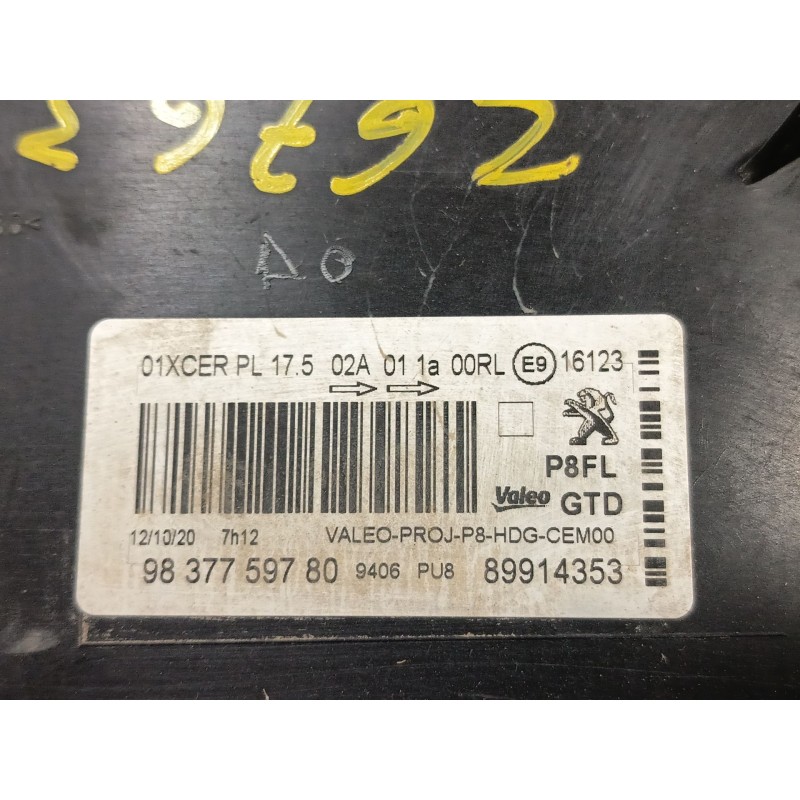 01XCER PL 17.5 02A 01 1a 00RL E9 16123
P8FL
Valeo GTD
12/10/20 7h12 VALEO-PROJ-P8-HDG-CEM00
98 377 597 80 9406 PU8 89914353